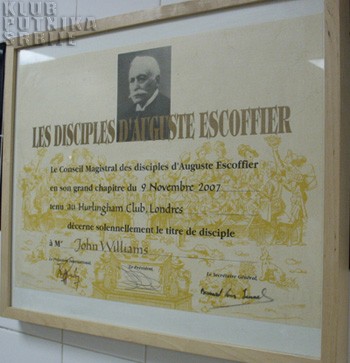 KLUB
PUTNIKA
SRBIJE
LES DISCIPLES D'AUGUSTE ESCOFFIER
Le Conseil Magistral des disciples d'Auguste Escoffier
en son grand chapitre du 9 Novembre 2007
tenu au Hurlingham Club, Londres
décerne solennellement le titre de disciple
à Mr John Williams
Le Président Le Secrétaire Général